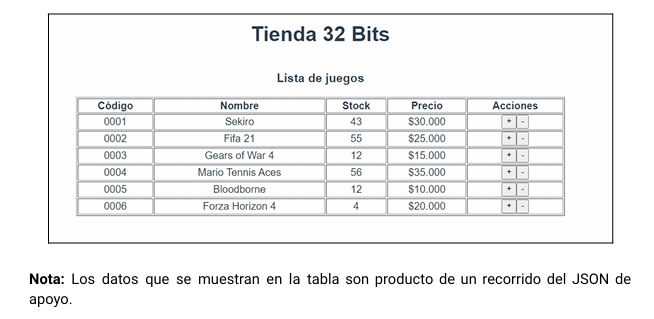 Tienda 32 Bits
Lista de juegos
Código Nombre Stock Precio Acciones
0001 Sekiro 43 $30.000 + -
0002 Fifa 21 55 $25.000 + -
0003 Gears of War 4 12 $15.000 + -
0004 Mario Tennis Aces 56 $35.000 + -
0005 Bloodborne 12 $10.000 + -
0006 Forza Horizon 4 4 $20.000 + -
Nota: Los datos que se muestran en la tabla son producto de un recorrido del JSON de
apoyo.